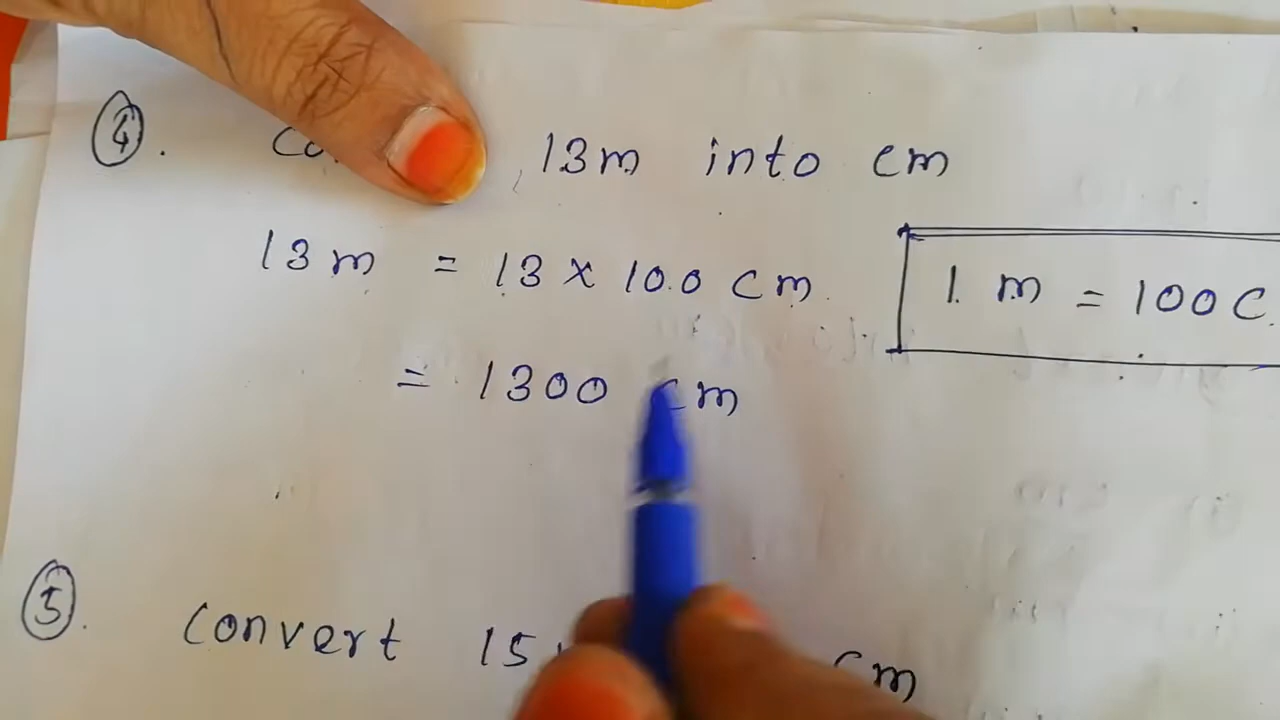 4. 13m into cm
13 m = 13 x 100 cm
1 m = 100 c
= 1300 cm
5. Convert 15 cm